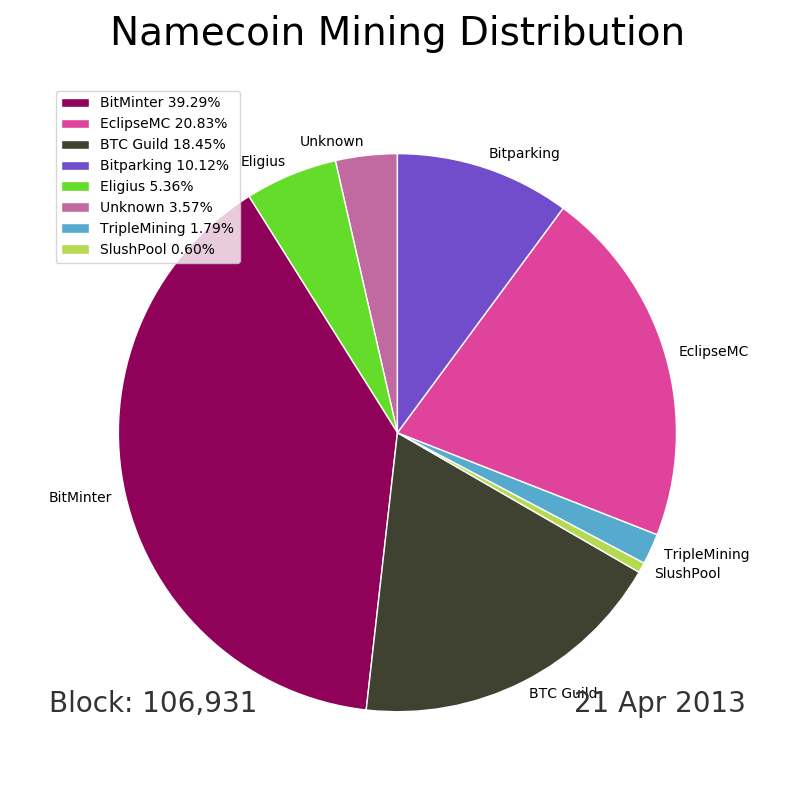 Namecoin Mining Distribution
BitMinter 39.29%
EclipseMC 20.83%
BTC Guild 18.45%
Bitparking 10.12%
Eligius 5.36%
Unknown 3.57%
TripleMining 1.79%
SlushPool 0.60%
Unknown
Bitparking
Eligius
EclipseMC
BitMinter
TripleMining
SlushPool
BTC Guild
Block: 106,931
21 Apr 2013